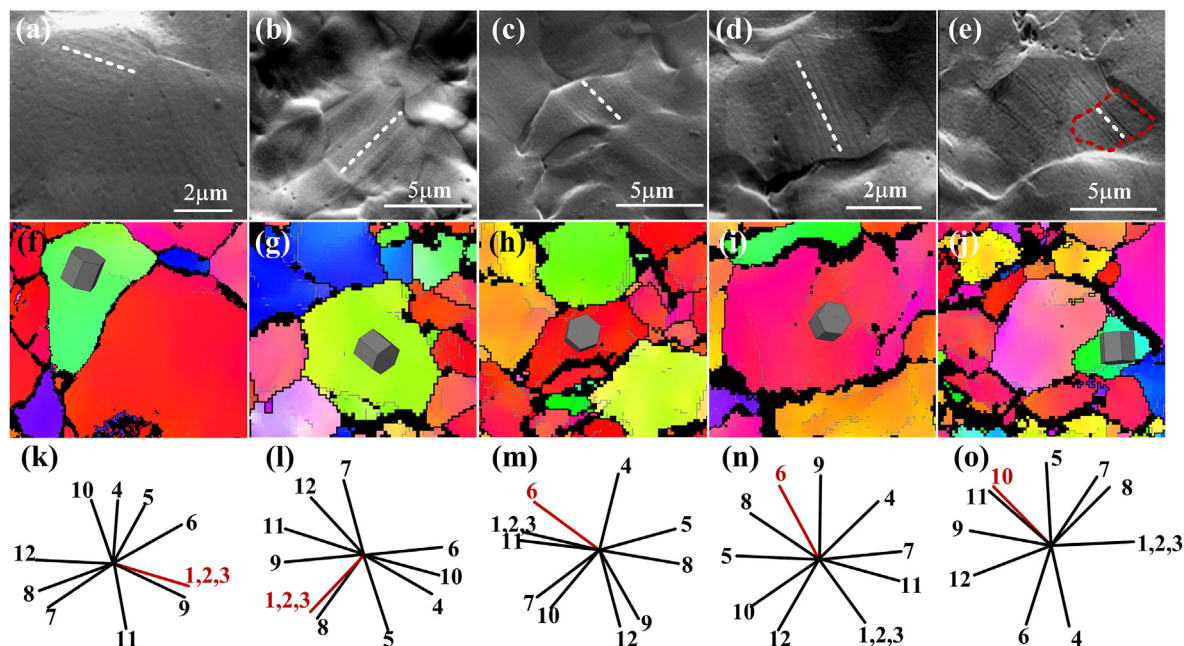 (a) (b) (c) (d) (e)
2μm 5μm 5μm 2μm 5μm
(f) (g) (h) (i) (j)
(k) (l) (m) (n) (o)
10 4 5 6 12 8 7 11 9 1,2,3
7 12 11 9 6 10 4 5 8 1,2,3
4 6 1,2,3 11 5 8 7 10 12 9
6 9 8 4 5 7 11 10 12 1,2,3
10 5 7 8 11 9 1,2,3 12 6 4